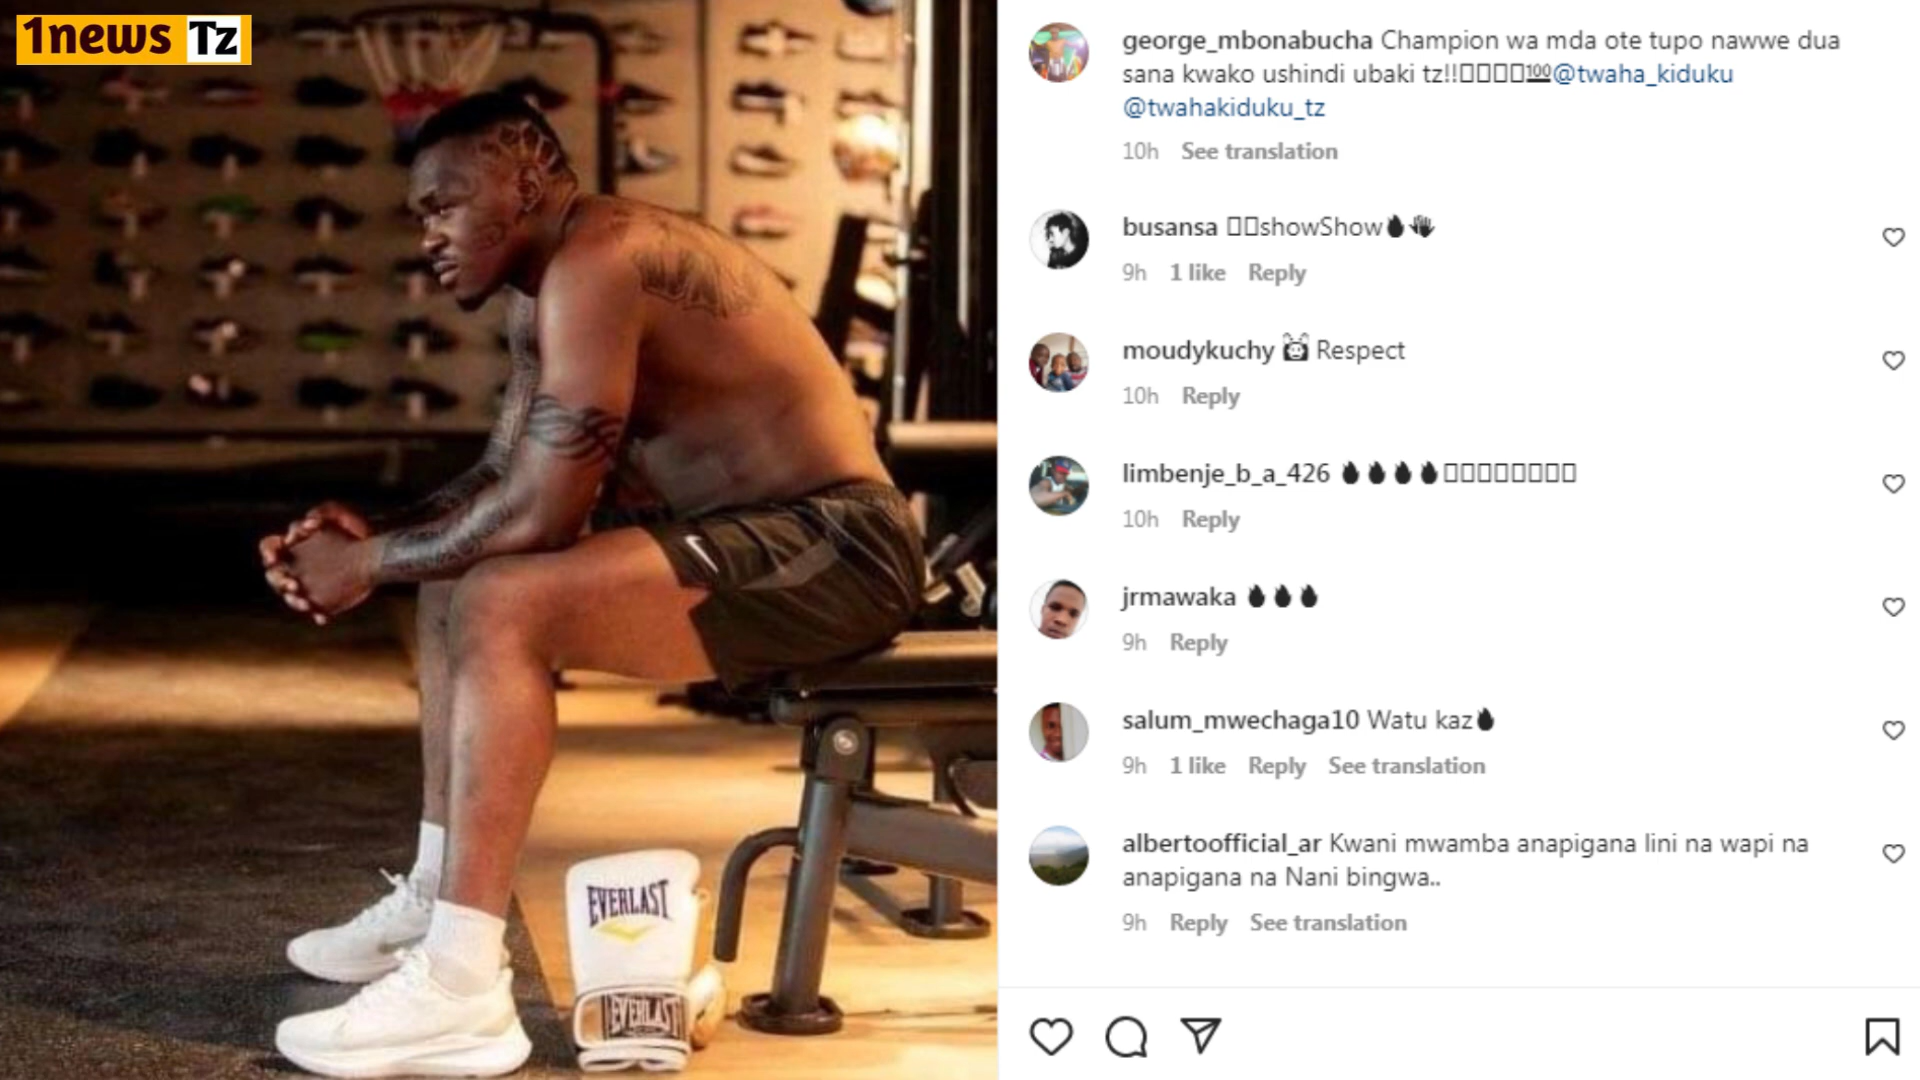 1news Tz
EVERLAST
EVERLAST
george_mbonabucha Champion wa mda ote tupo nawwe dua
sana kwako ushindi ubaki tz!!□□□□💯@twaha_kiduku
@twahakiduku_tz
10h See translation
busansa □□showShow🔥👋
9h 1 like Reply
moudykuchy 🙌 Respect
10h Reply
limbenje_b_a_426 🔥🔥🔥🔥□□□□□□□□
10h Reply
jrmawaka 🔥🔥🔥
9h Reply
salum_mwechaga10 Watu kaz🔥
9h 1 like Reply See translation
albertoofficial_ar Kwani mwamba anapigana lini na wapi na
anapigana na Nani bingwa..
9h Reply See translation